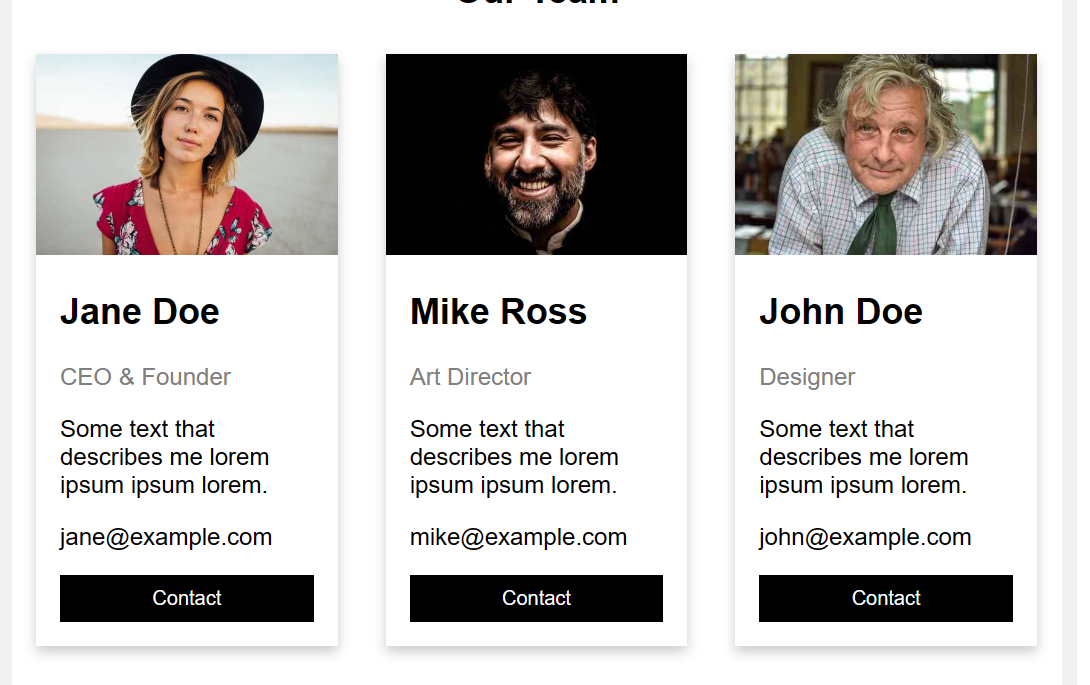 Our Team
Jane Doe
CEO & Founder
Some text that
describes me lorem
ipsum ipsum lorem.
jane@example.com
Contact
Mike Ross
Art Director
Some text that
describes me lorem
ipsum ipsum lorem.
mike@example.com
Contact
John Doe
Designer
Some text that
describes me lorem
ipsum ipsum lorem.
john@example.com
Contact